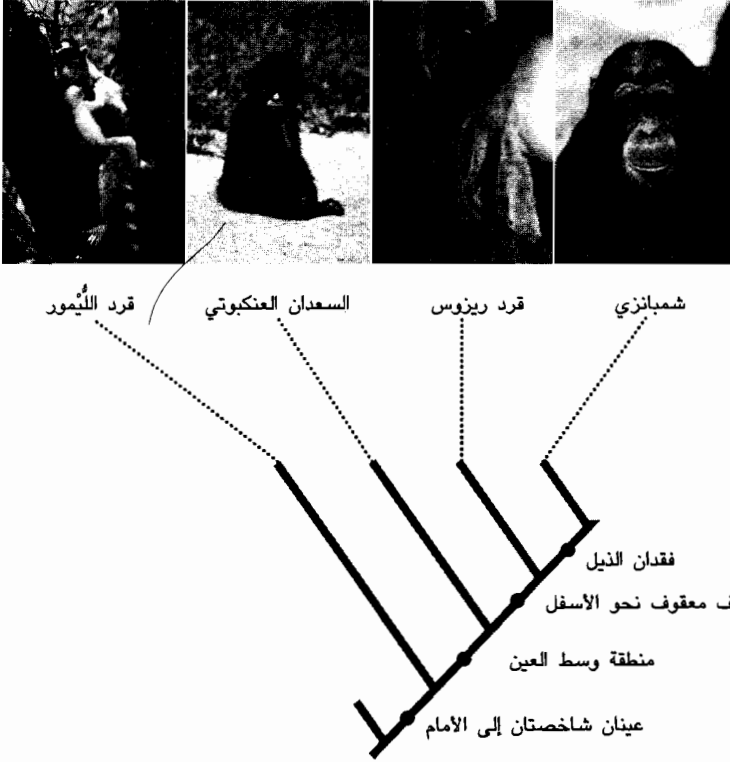 شمبانزي
قرد ريزوس
السعدان العنكبوتي
قرد اللُّيْمور
فقدان الذيل
معقوف نحو الأسفل
منطقة وسط العين
عينان شاخصتان إلى الأمام